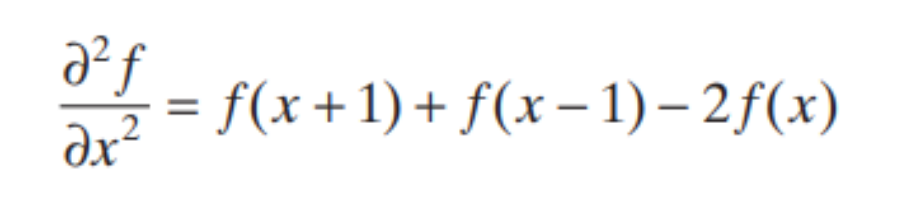 ∂²f/∂x² = f(x + 1) + f(x – 1) – 2f(x)